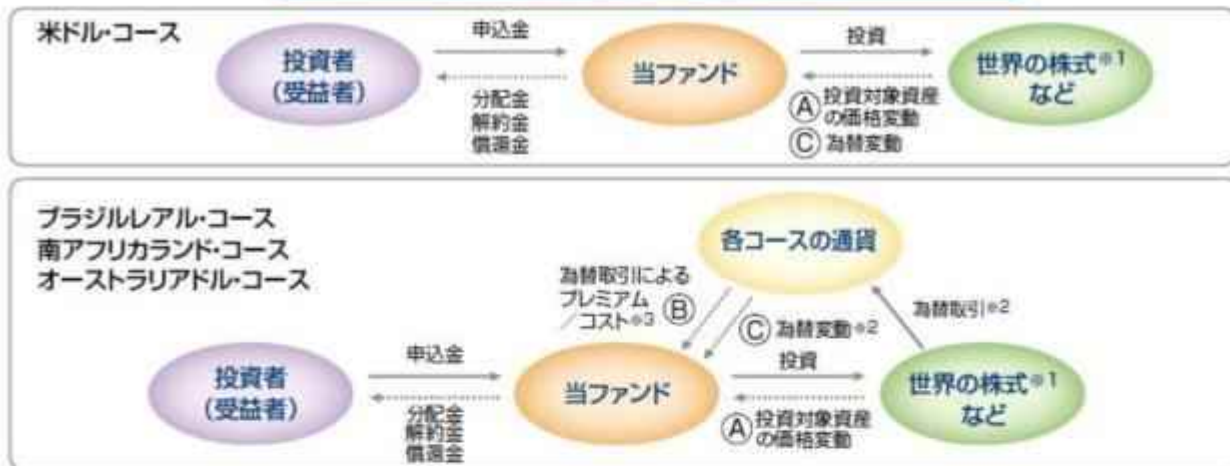 米ドル・コース
投資者
(受益者)
申込金
分配金
解約金
償還金
当ファンド
投資
Ⓐ 投資対象資産
の価格変動
Ⓒ 為替変動
世界の株式※1
など
ブラジルレアル・コース
南アフリカランド・コース
オーストラリアドル・コース
各コースの通貨
為替取引による
プレミアム
／コスト※3
Ⓑ
Ⓒ 為替変動※2
為替取引※2
投資者
(受益者)
申込金
分配金
解約金
償還金
当ファンド
投資
Ⓐ 投資対象資産
の価格変動
世界の株式※1
など